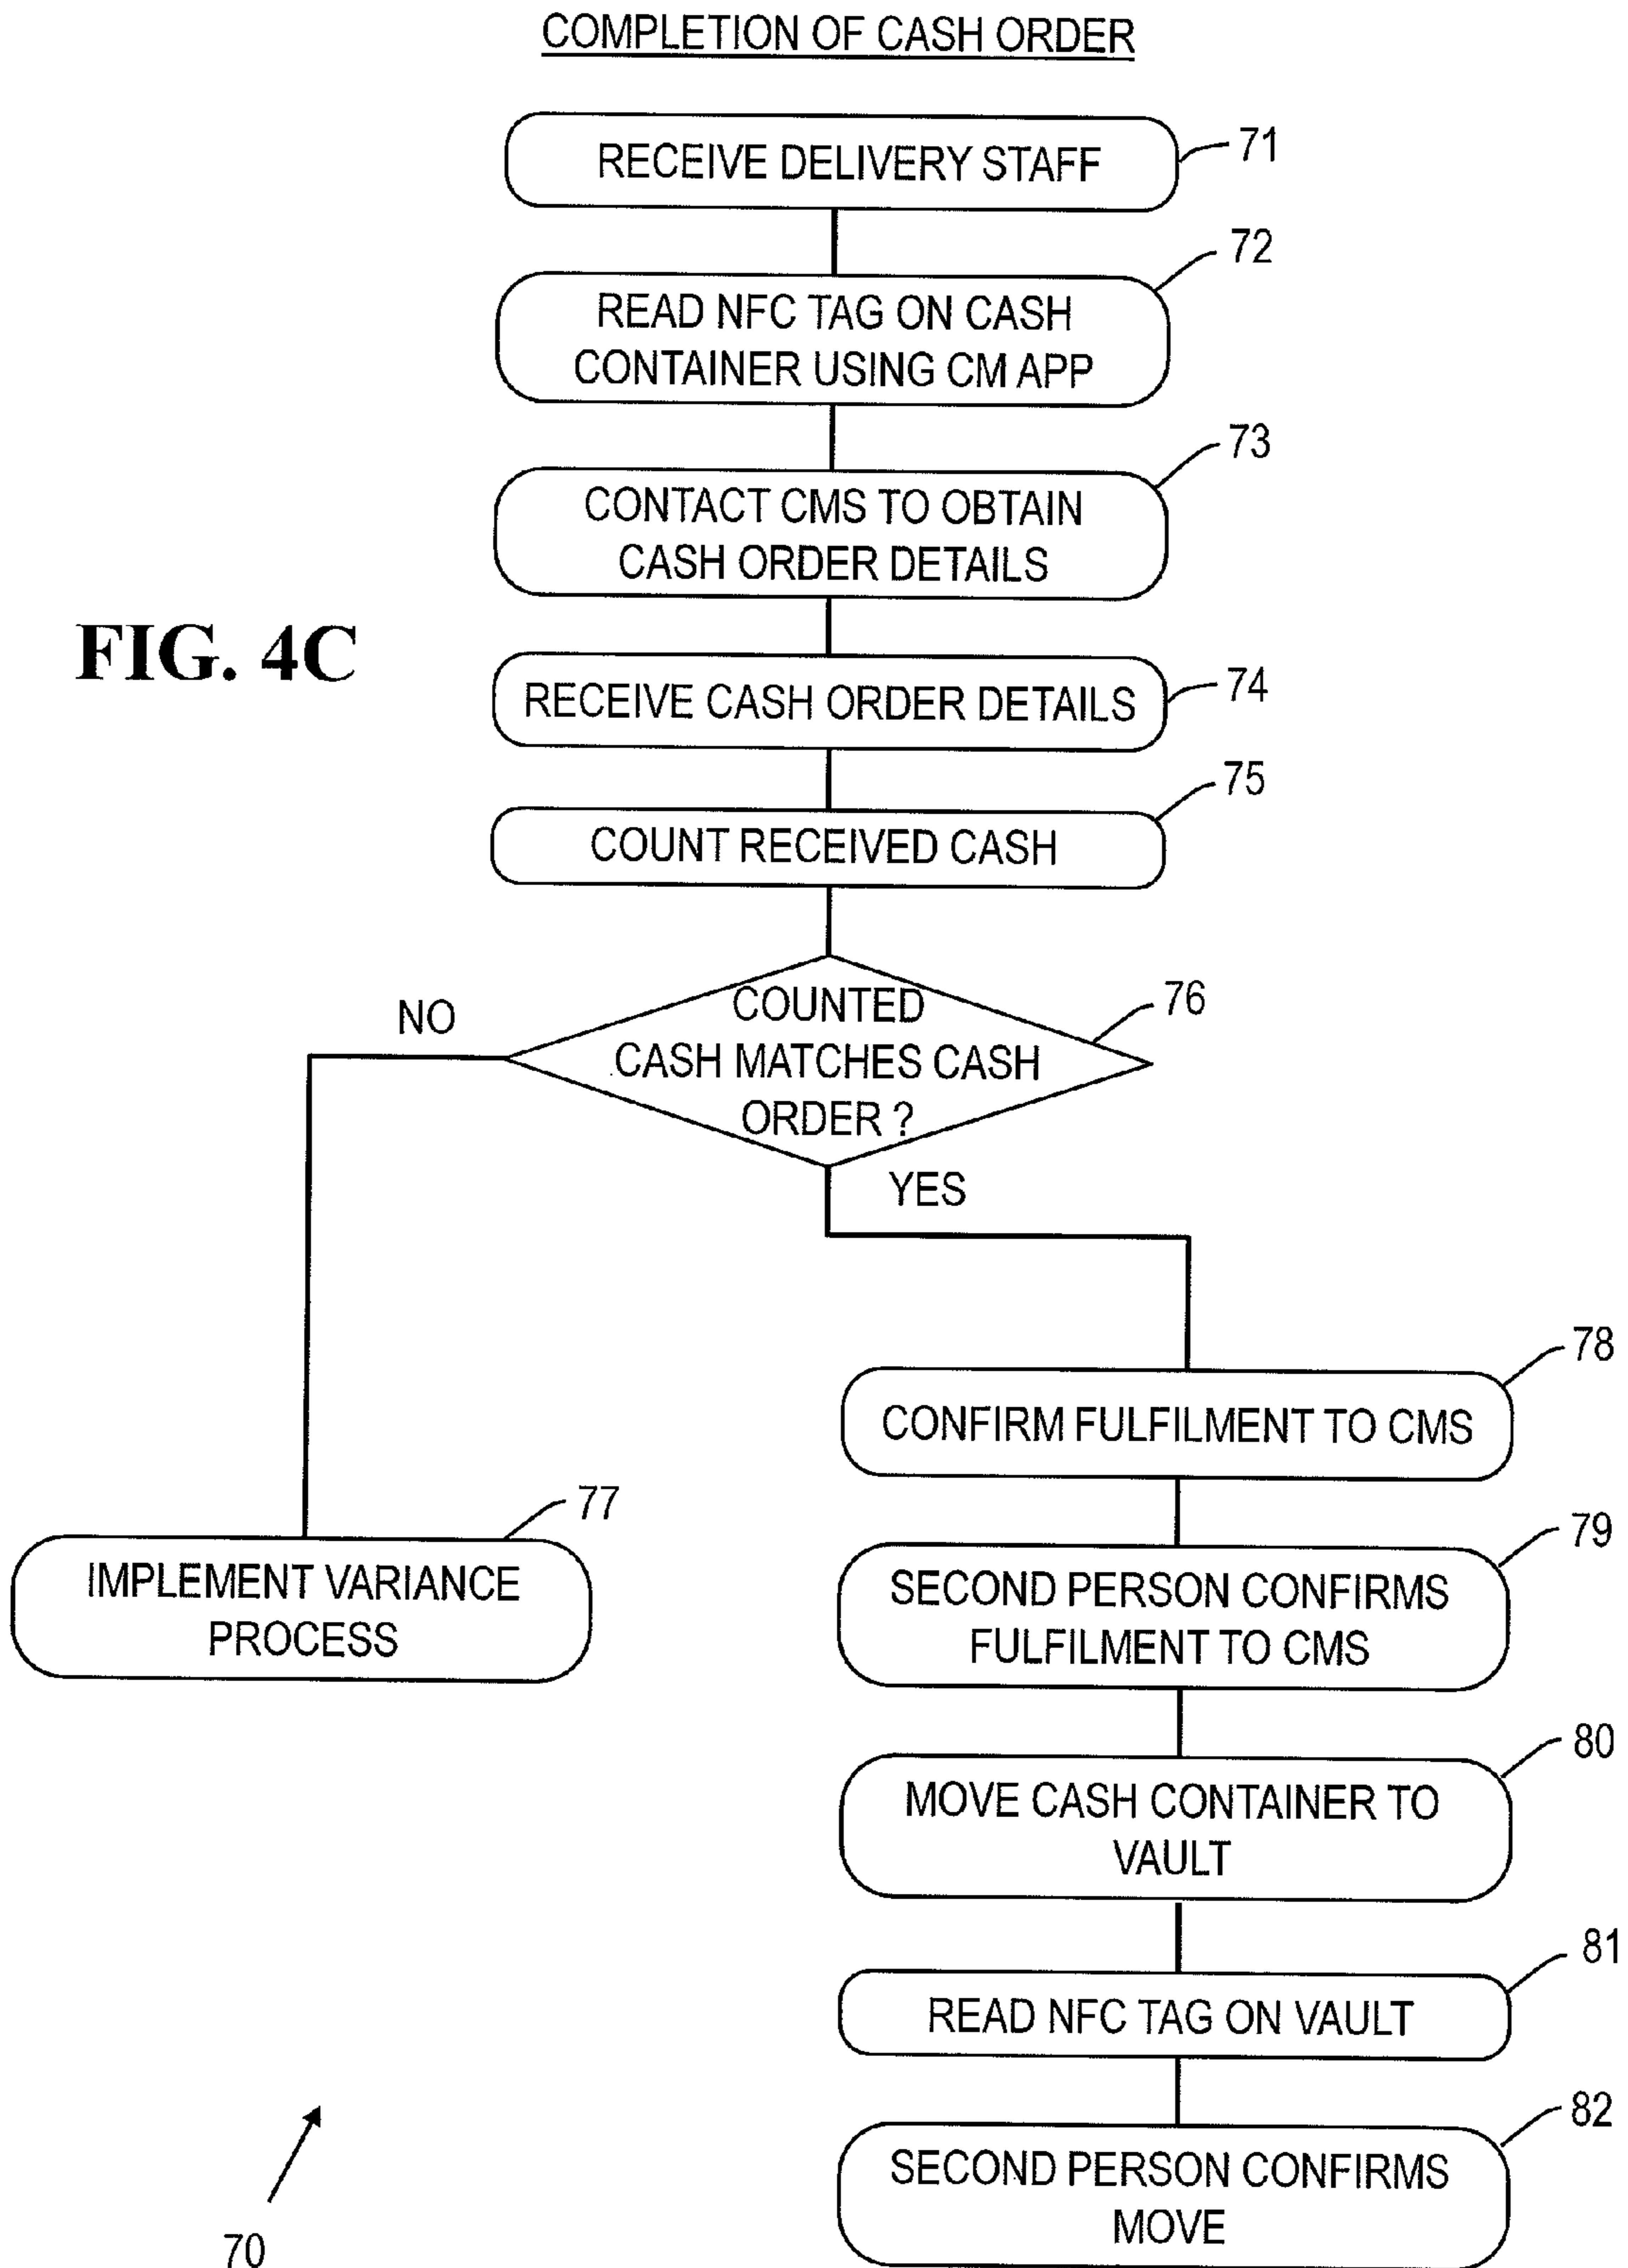 COMPLETION OF CASH ORDER
RECEIVE DELIVERY STAFF
71
READ NFC TAG ON CASH
CONTAINER USING CM APP
72
CONTACT CMS TO OBTAIN
CASH ORDER DETAILS
73
FIG. 4C
RECEIVE CASH ORDER DETAILS
74
COUNT RECEIVED CASH
75
COUNTED
CASH MATCHES CASH
ORDER ?
76
NO
YES
CONFIRM FULFILMENT TO CMS
78
IMPLEMENT VARIANCE
PROCESS
77
SECOND PERSON CONFIRMS
FULFILMENT TO CMS
79
MOVE CASH CONTAINER TO
VAULT
80
READ NFC TAG ON VAULT
81
SECOND PERSON CONFIRMS
MOVE
82
70